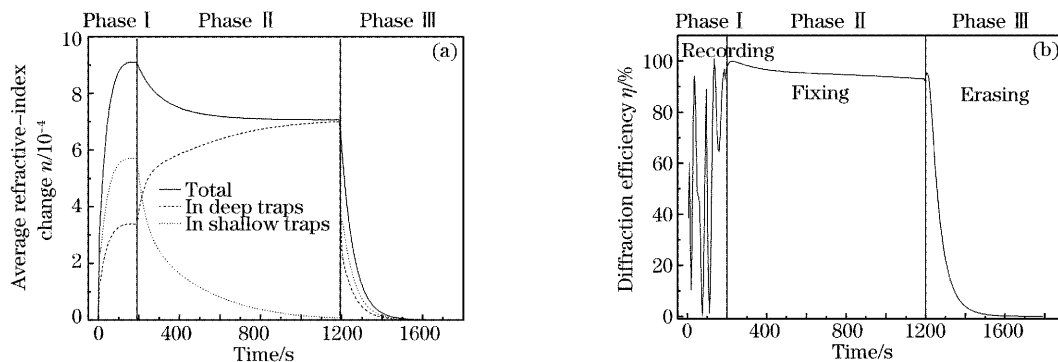 Phase Ⅰ Phase Ⅱ Phase Ⅲ
(a)
10
8
6
4
2
0
Average refractive-index
change n/10⁻⁴
Total
In deep traps
In shallow traps
0 400 800 1200 1600
Time/s
Phase Ⅰ Phase Ⅱ Phase Ⅲ
(b)
Recording
Fixing
Erasing
100
80
60
40
20
0
Diffraction efficiency η/%
0 400 800 1200 1600
Time/s